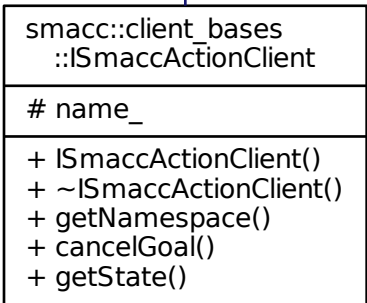 smacc::client_bases
::ISmaccActionClient
# name_
+ ISmaccActionClient()
+ ~ISmaccActionClient()
+ getNamespace()
+ cancelGoal()
+ getState()